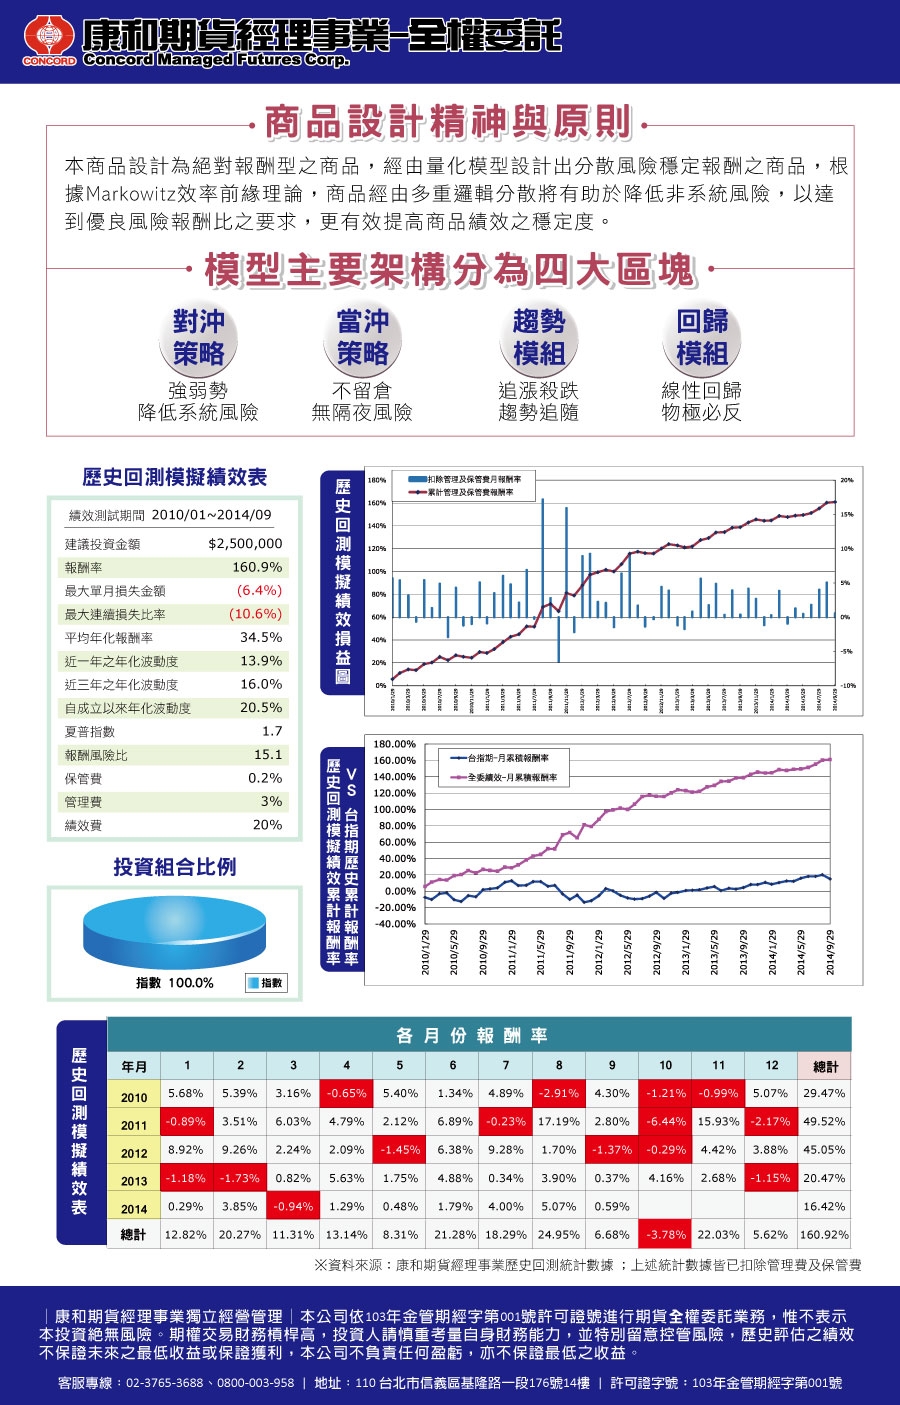 康和期貨經理事業-全權委託
CONCORD Concord Managed Futures Corp.
商品設計精神與原則
本商品設計為絕對報酬型之商品，經由量化模型設計出分散風險穩定報酬之商品，根
據Markowitz效率前緣理論，商品經由多重邏輯分散將有助於降低非系統風險，以達
到優良風險報酬比之要求，更有效提高商品績效之穩定度。
模型主要架構分為四大區塊
對沖 當沖 趨勢 回歸
策略 策略 模組 模組
強弱勢 不留倉 追漲殺跌 線性回歸
降低系統風險 無隔夜風險 趨勢追隨 物極必反
歷史回測模擬績效表
績效測試期間 2010/01~2014/09
建議投資金額 $2,500,000
報酬率 160.9%
最大單月損失金額 (6.4%)
最大連續損失比率 (10.6%)
平均年化報酬率 34.5%
近一年之年化波動度 13.9%
近三年之年化波動度 16.0%
自成立以來年化波動度 20.5%
夏普指數 1.7
報酬風險比 15.1
保管費 0.2%
管理費 3%
績效費 20%
投資組合比例
指數 100.0%
指數
歷史回測模擬績效損益圖
扣除管理及保管費月報酬率
累計管理及保管費報酬率
180%
160%
140%
120%
100%
80%
60%
40%
20%
0%
20%
15%
10%
5%
0%
-5%
-10%
歷史回測模擬績效累計報酬率
VS 台指期歷史累計報酬率
台指期-月累積報酬率
全委績效-月累積報酬率
180.00%
160.00%
140.00%
120.00%
100.00%
80.00%
60.00%
40.00%
20.00%
0.00%
-20.00%
-40.00%
2010/1/29 2010/5/29 2010/9/29 2011/1/29 2011/5/29 2011/9/29 2012/1/29 2012/5/29 2012/9/29 2013/1/29 2013/5/29 2013/9/29 2014/1/29 2014/5/29 2014/9/29
歷史回測模擬績效表
各月份報酬率
年月 1 2 3 4 5 6 7 8 9 10 11 12 總計
2010 5.68% 5.39% 3.16% -0.65% 5.40% 1.34% 4.89% -2.91% 4.30% -1.21% -0.99% 5.07% 29.47%
2011 -0.89% 3.51% 6.03% 4.79% 2.12% 6.89% -0.23% 17.19% 2.80% -6.44% 15.93% -2.17% 49.52%
2012 8.92% 9.26% 2.24% 2.09% -1.45% 6.38% 9.28% 1.70% -1.37% -0.29% 4.42% 3.88% 45.05%
2013 -1.18% -1.73% 0.82% 5.63% 1.75% 4.88% 0.34% 3.90% 0.37% 4.16% 2.68% -1.15% 20.47%
2014 0.29% 3.85% -0.94% 1.29% 0.48% 1.79% 4.00% 5.07% 0.59% 16.42%
總計 12.82% 20.27% 11.31% 13.14% 8.31% 21.28% 18.29% 24.95% 6.68% -3.78% 22.03% 5.62% 160.92%
※資料來源：康和期貨經理事業歷史回測統計數據；上述統計數據皆已扣除管理費及保管費
｜康和期貨經理事業獨立經營管理｜本公司依103年金管期經字第001號許可證號進行期貨全權委託業務，惟不表示
本投資絕無風險。期權交易財務槓桿高，投資人請慎重考量自身財務能力，並特別留意控管風險，歷史評估之績效
不保證未來之最低收益或保證獲利，本公司不負責任何盈虧，亦不保證最低之收益。
客服專線：02-3765-3688、0800-003-958 ｜ 地址：110 台北市信義區基隆路一段176號14樓 ｜ 許可證字號：103年金管期經字第001號